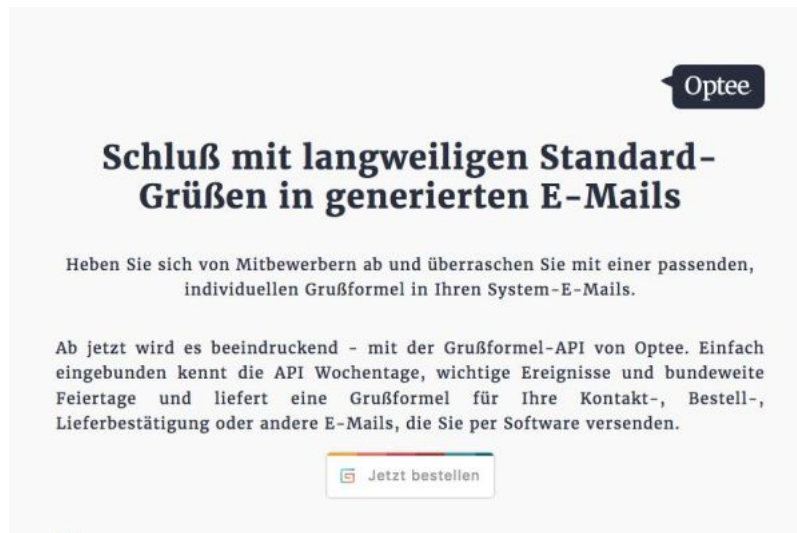 Optee
Schluß mit langweiligen Standard-
Grüßen in generierten E-Mails
Heben Sie sich von Mitbewerbern ab und überraschen Sie mit einer passenden,
individuellen Grußformel in Ihren System-E-Mails.
Ab jetzt wird es beeindruckend - mit der Grußformel-API von Optee. Einfach
eingebunden kennt die API Wochentage, wichtige Ereignisse und bundeweite
Feiertage und liefert eine Grußformel für Ihre Kontakt-, Bestell-,
Lieferbestätigung oder andere E-Mails, die Sie per Software versenden.
Jetzt bestellen